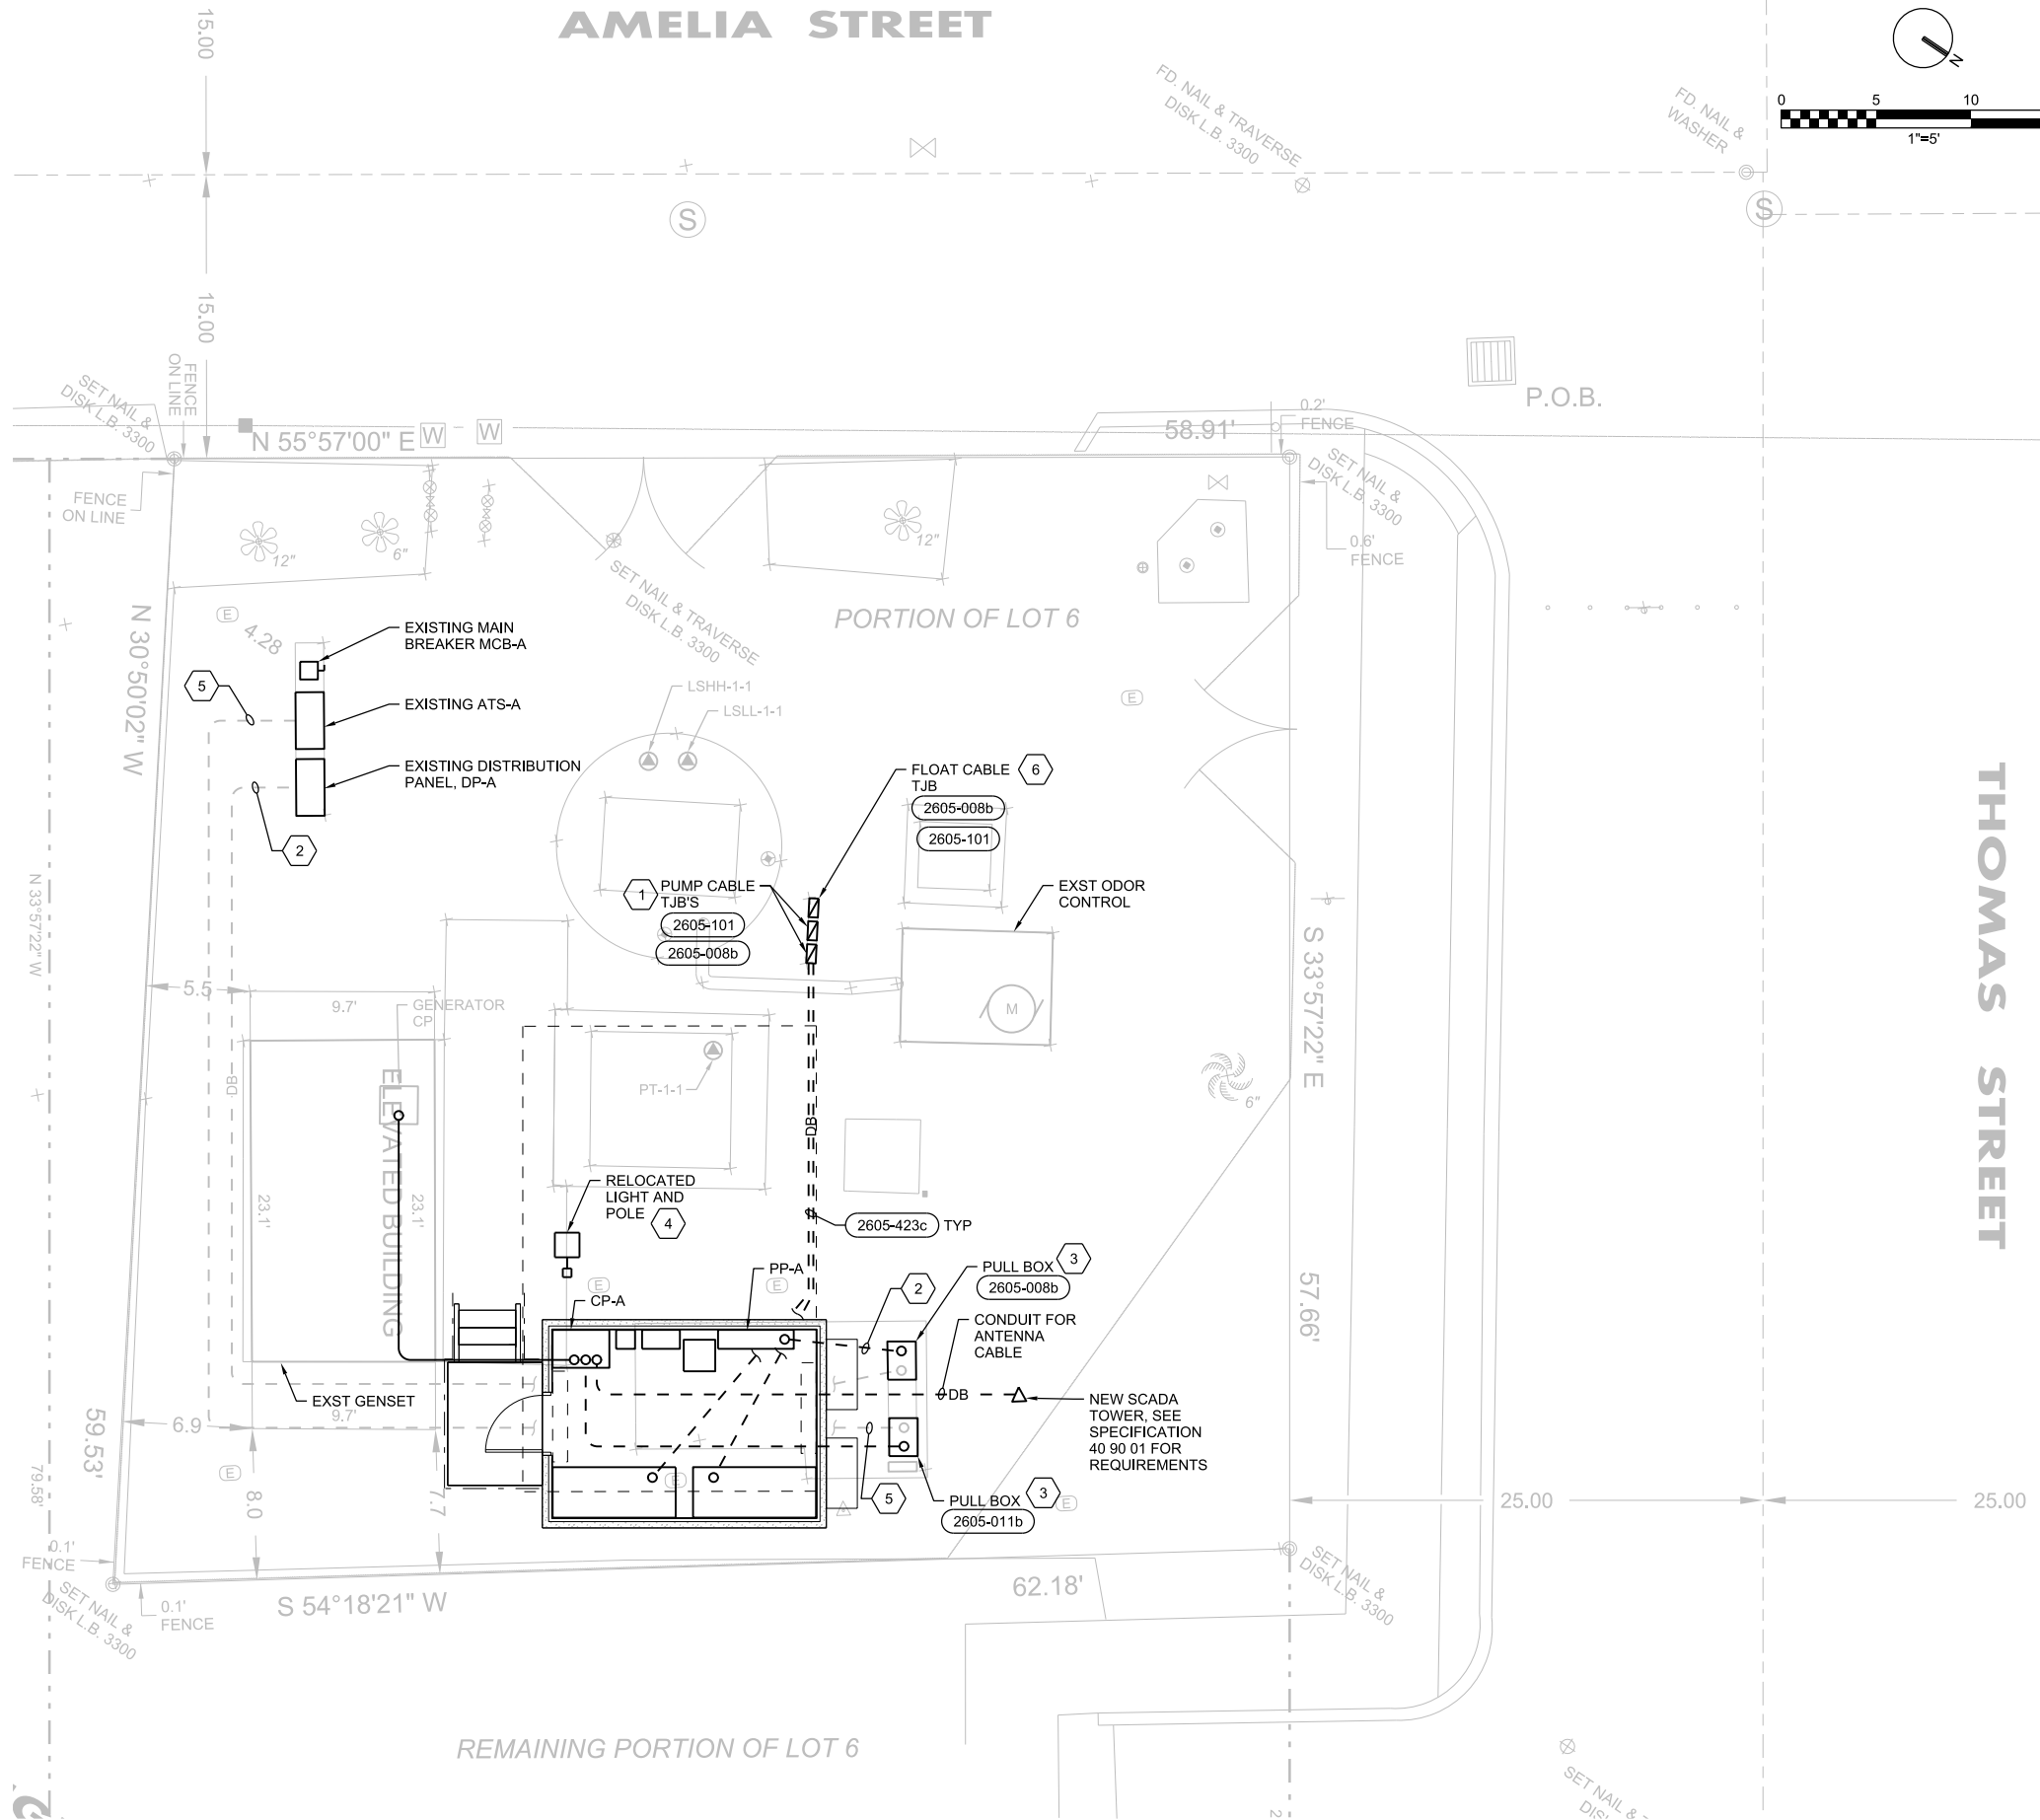 AMELIA STREET
15.00
FD. NAIL & TRAVERSE
DISK L.B. 3300
FD. NAIL &
WASHER
N
0 5 10
1"=5'
S
S
15.00
FENCE
ON LINE
SET NAIL &
DISK L.B. 3300
N 55°57'00" E
W
W
58.91'
0.2'
FENCE
P.O.B.
SET NAIL &
DISK L.B. 3300
FENCE
ON LINE
12"
6"
12"
0.6'
FENCE
SET NAIL & TRAVERSE
DISK L.B. 3300
PORTION OF LOT 6
N 30°50'02" W
E
4.28
EXISTING MAIN
BREAKER MCB-A
5
EXISTING ATS-A
LSHH-1-1
LSLL-1-1
E
EXISTING DISTRIBUTION
PANEL, DP-A
2
FLOAT CABLE
TJB
6
2605-008b
2605-101
THOMAS STREET
N 33°57'22" W
1
PUMP CABLE
TJB'S
2605-101
2605-008b
EXST ODOR
CONTROL
M
S 33°57'22" E
5.5
9.7'
GENERATOR
CP
DB
ELEVATED BUILDING
23.1'
23.1'
PT-1-1
DB
6"
RELOCATED
LIGHT AND
POLE
4
2605-423c
TYP
PP-A
E
E
CP-A
2
PULL BOX
3
2605-008b
CONDUIT FOR
ANTENNA
CABLE
57.66'
EXST GENSET
9.7'
DB
NEW SCADA
TOWER, SEE
SPECIFICATION
40 90 01 FOR
REQUIREMENTS
6.9
59.53'
79.58'
E
8.0
7.7
E
5
PULL BOX
3
2605-011b
E
25.00
25.00
0.1'
FENCE
SET NAIL &
DISK L.B. 3300
0.1'
FENCE
S 54°18'21" W
62.18'
SET NAIL &
DISK L.B. 3300
REMAINING PORTION OF LOT 6
SET NAIL &
2